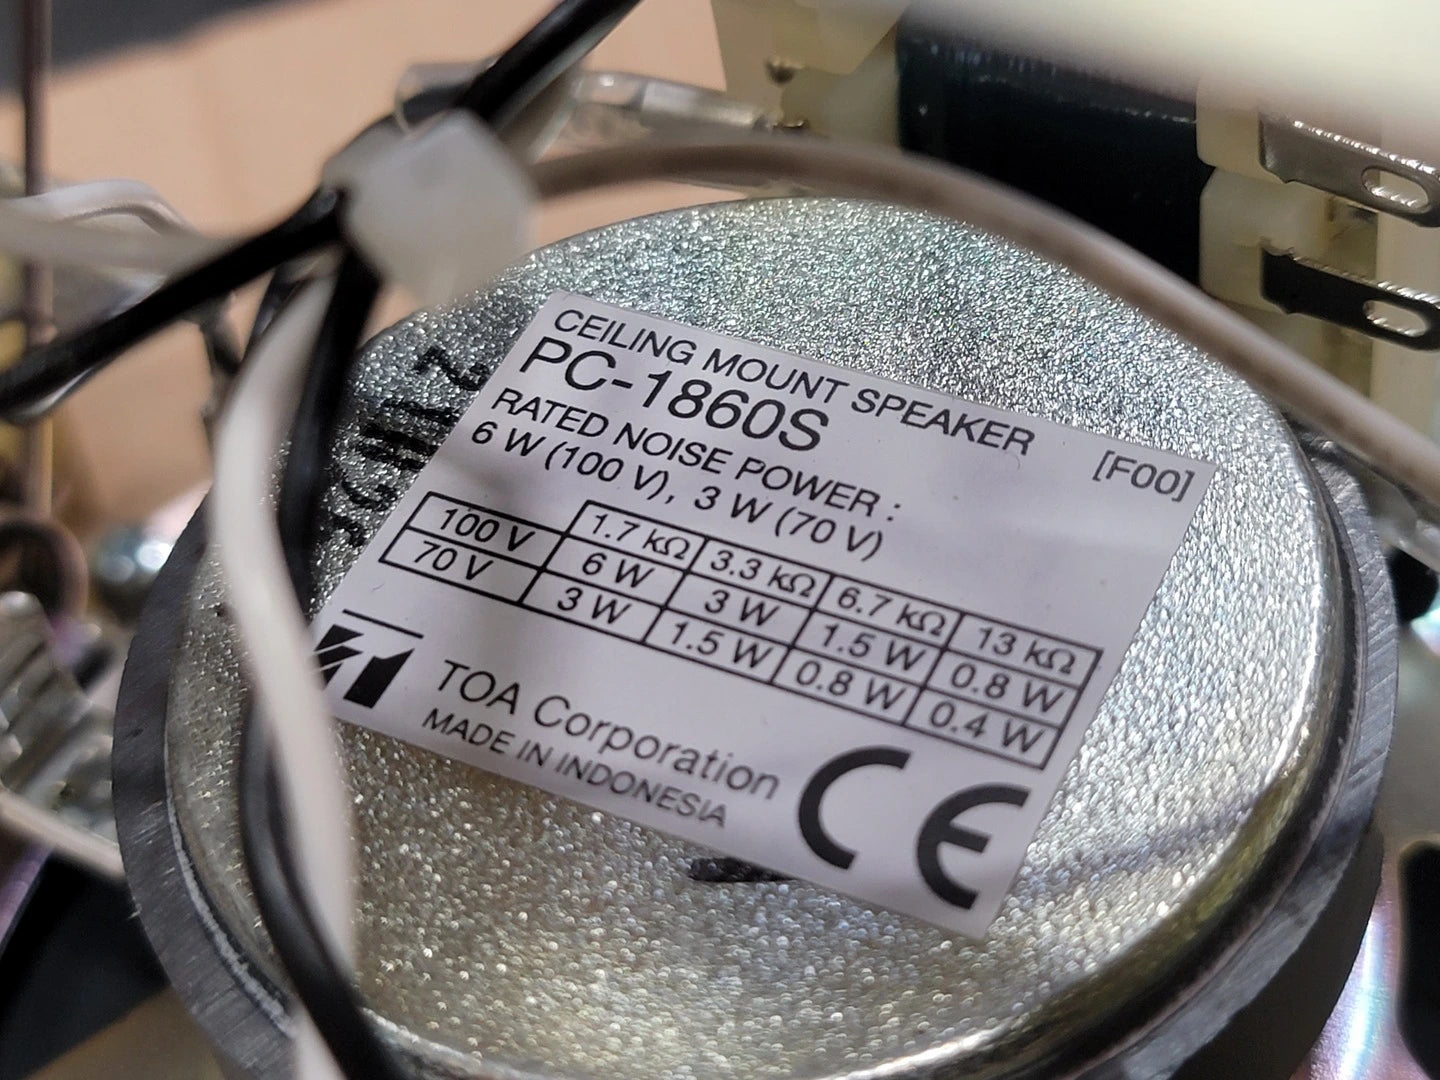 CEILING MOUNT SPEAKER
PC-1860S [F00]
RATED NOISE POWER :
6 W (100 V), 3 W (70 V)
1.7 kΩ 3.3 kΩ 6.7 kΩ 13 kΩ
100 V 6 W 3 W 1.5 W 0.8 W
70 V 3 W 1.5 W 0.8 W 0.4 W
TOA Corporation
MADE IN INDONESIA
CE